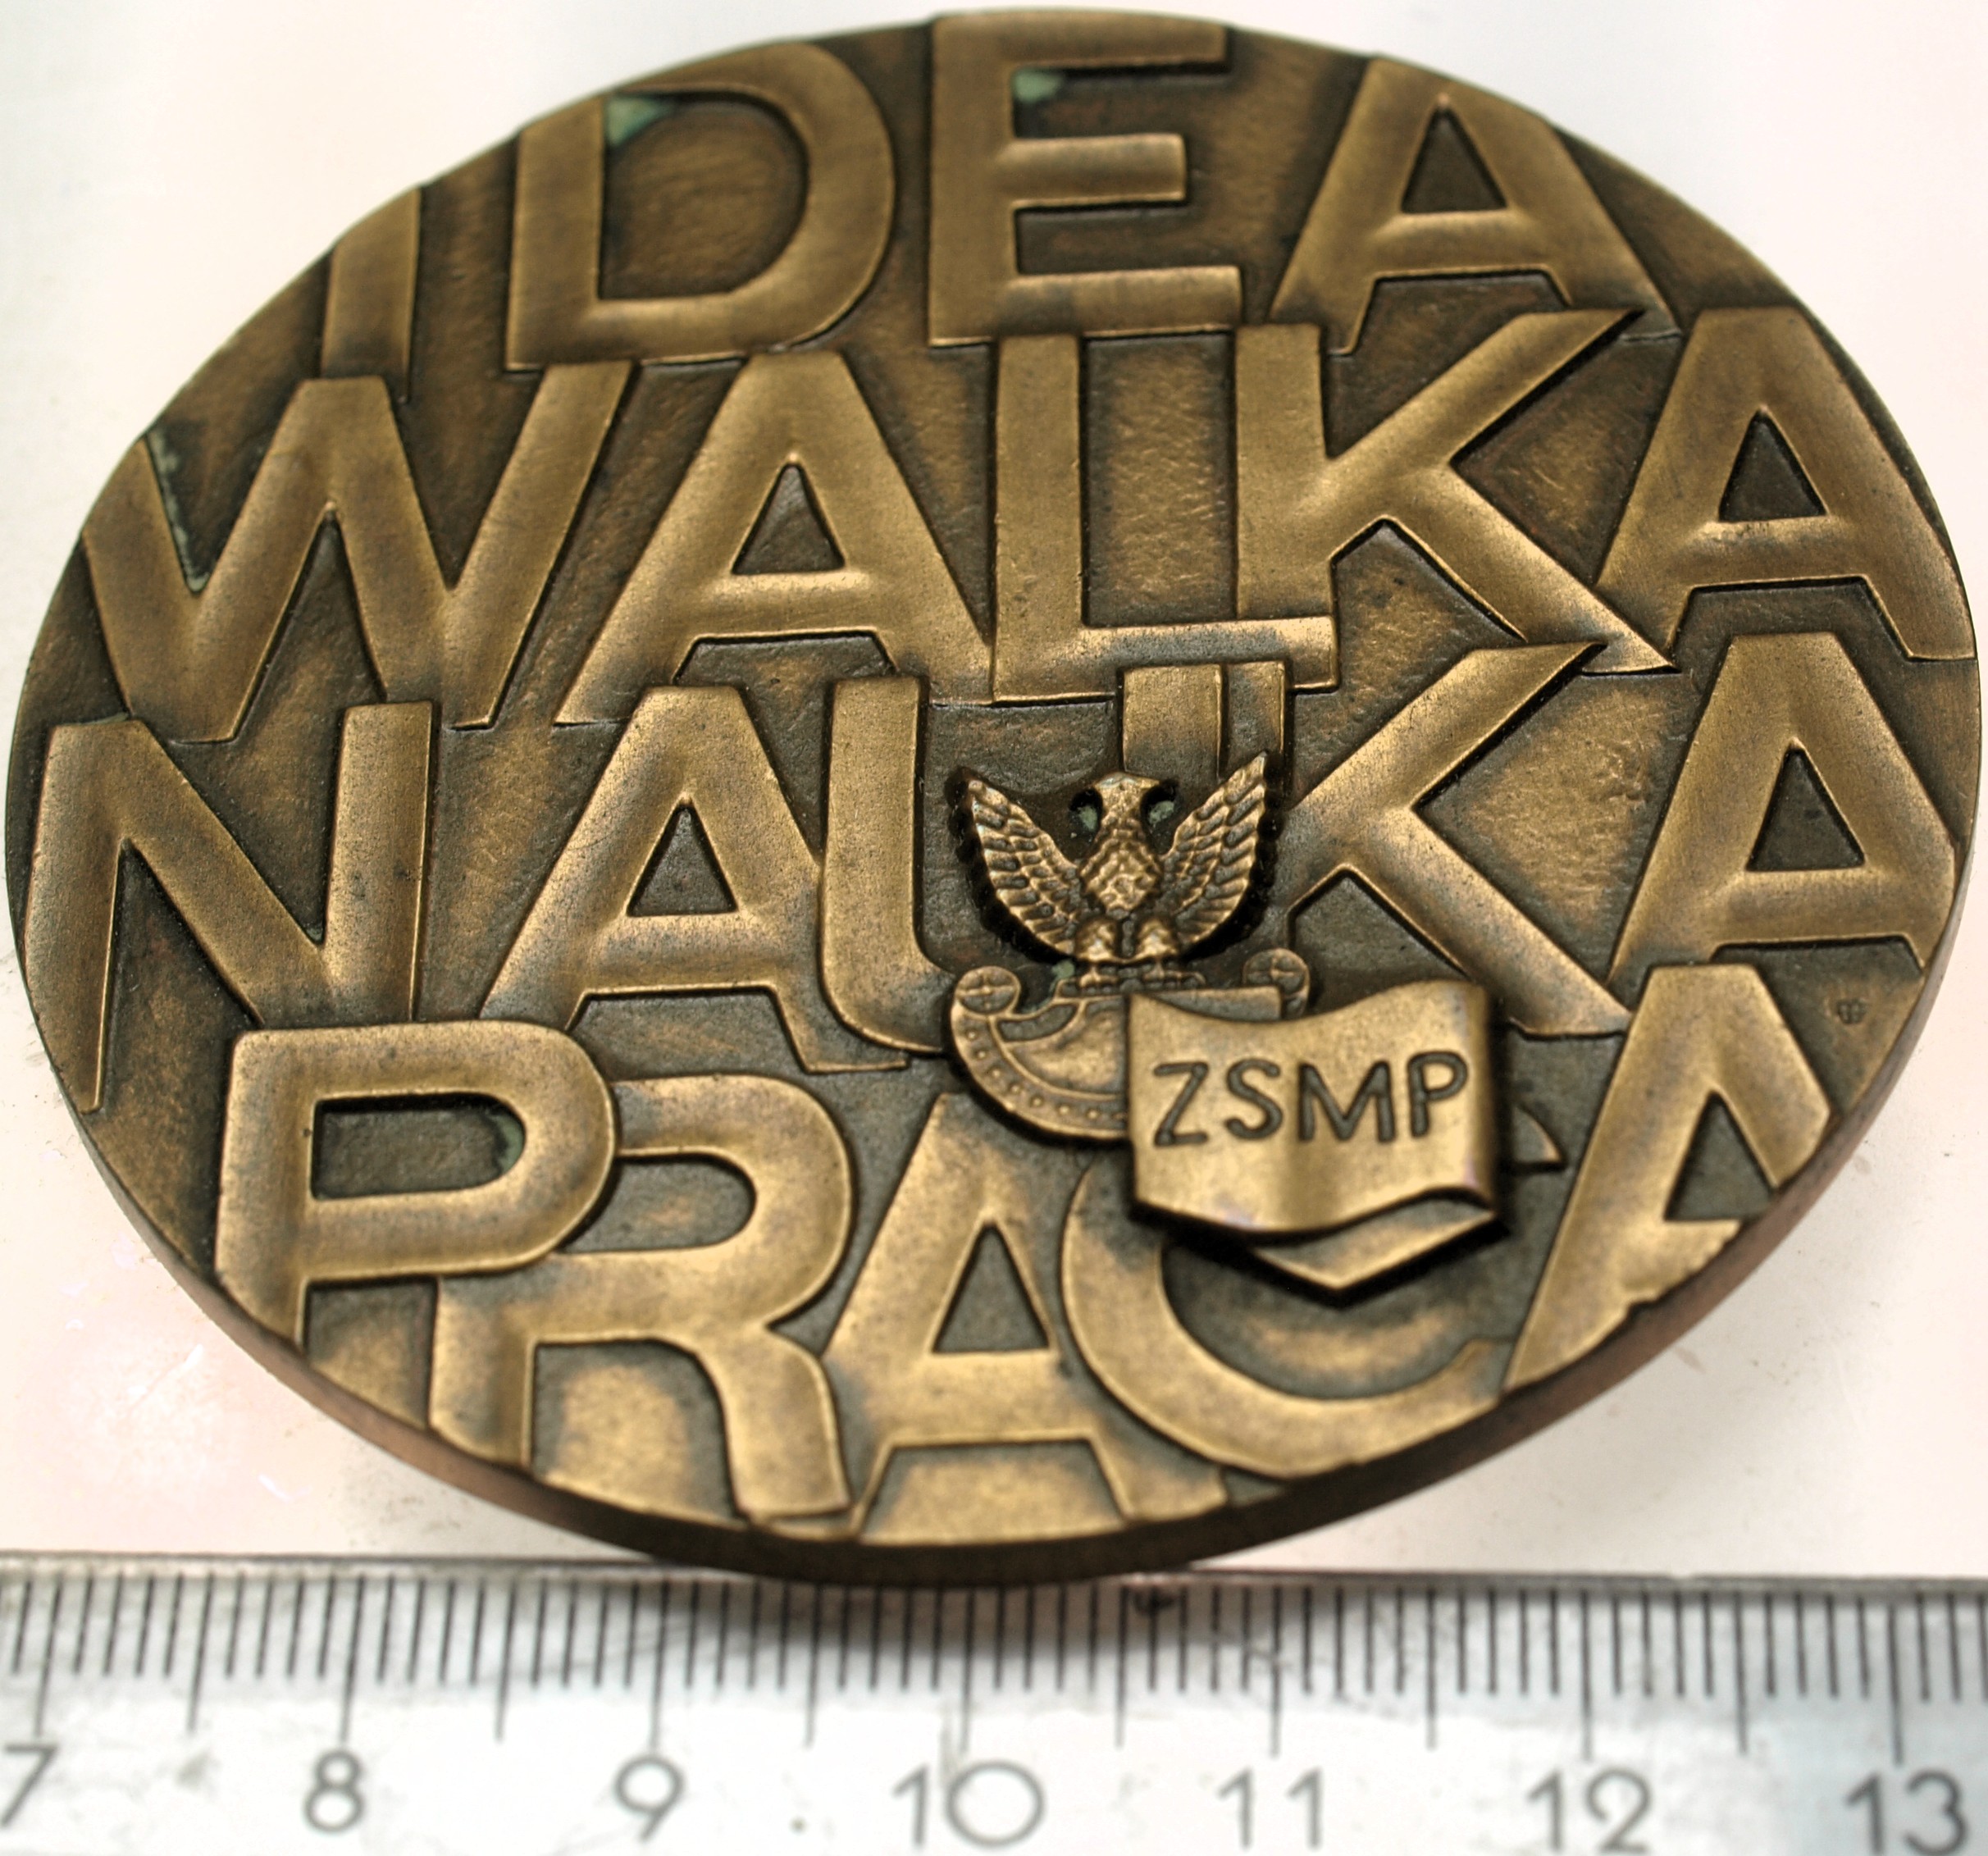 IDEA
WALKA
NAUKA
ZSMP
PRACA
7 8 9 10 11 12 13